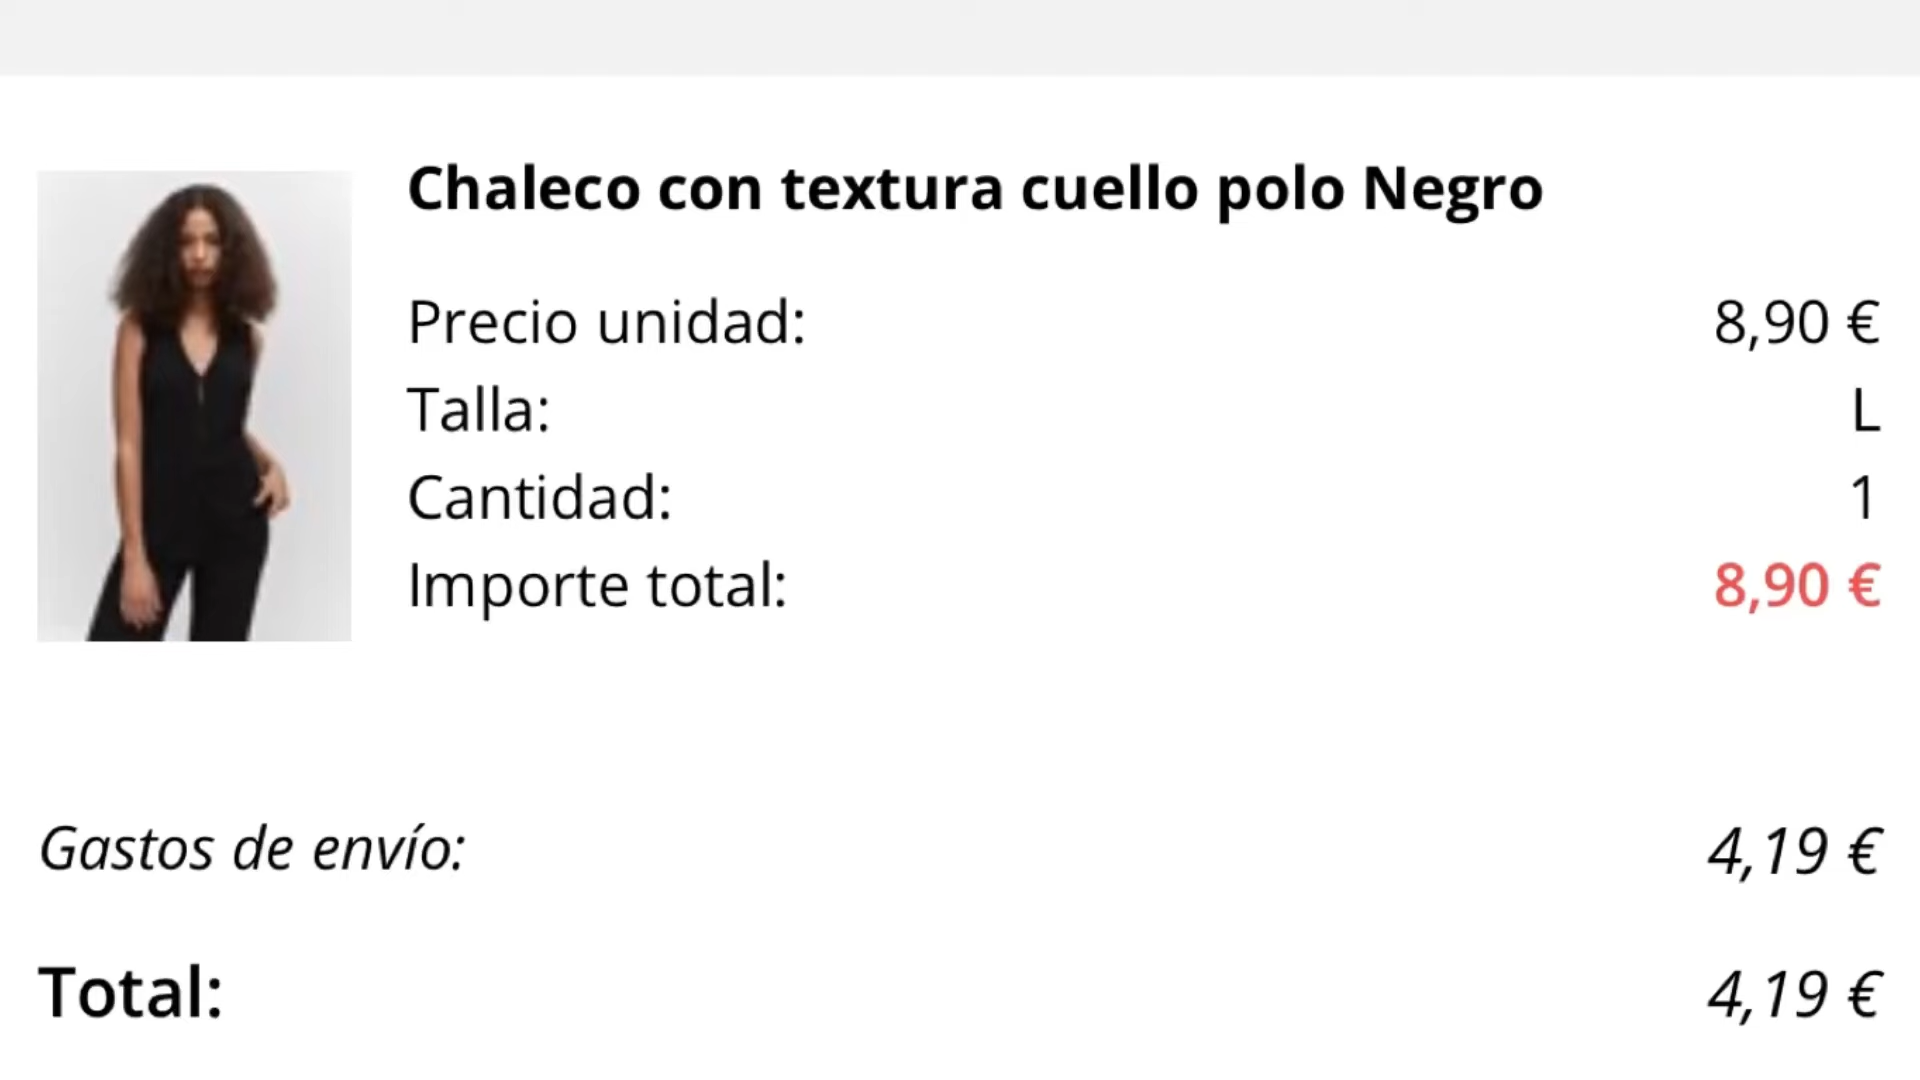 Chaleco con textura cuello polo Negro
Precio unidad: 8,90 €
Talla: L
Cantidad: 1
Importe total: 8,90 €
Gastos de envío: 4,19 €
Total: 4,19 €